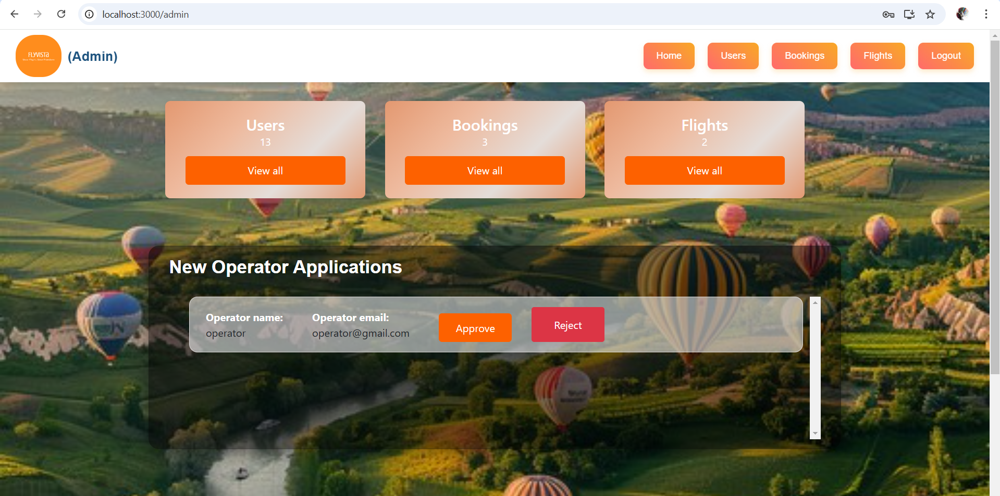 localhost:3000/admin
FLYVISTA
(Admin)
Home
Users
Bookings
Flights
Logout
Users
13
View all
Bookings
3
View all
Flights
2
View all
New Operator Applications
Operator name:
operator
Operator email:
operator@gmail.com
Approve
Reject